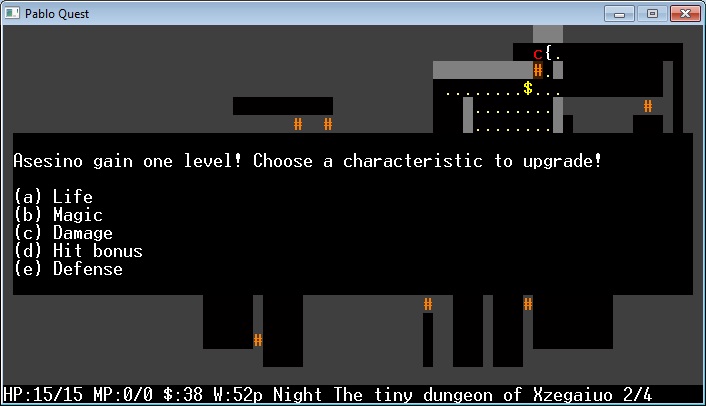 Pablo Quest
c{.
#.
.........$...
#
# #
........
........
Asesino gain one level! Choose a characteristic to upgrade!
(a) Life
(b) Magic
(c) Damage
(d) Hit bonus
(e) Defense
# #
#
HP:15/15 MP:0/0 $:38 W:52p Night The tiny dungeon of Xzegaiuo 2/4